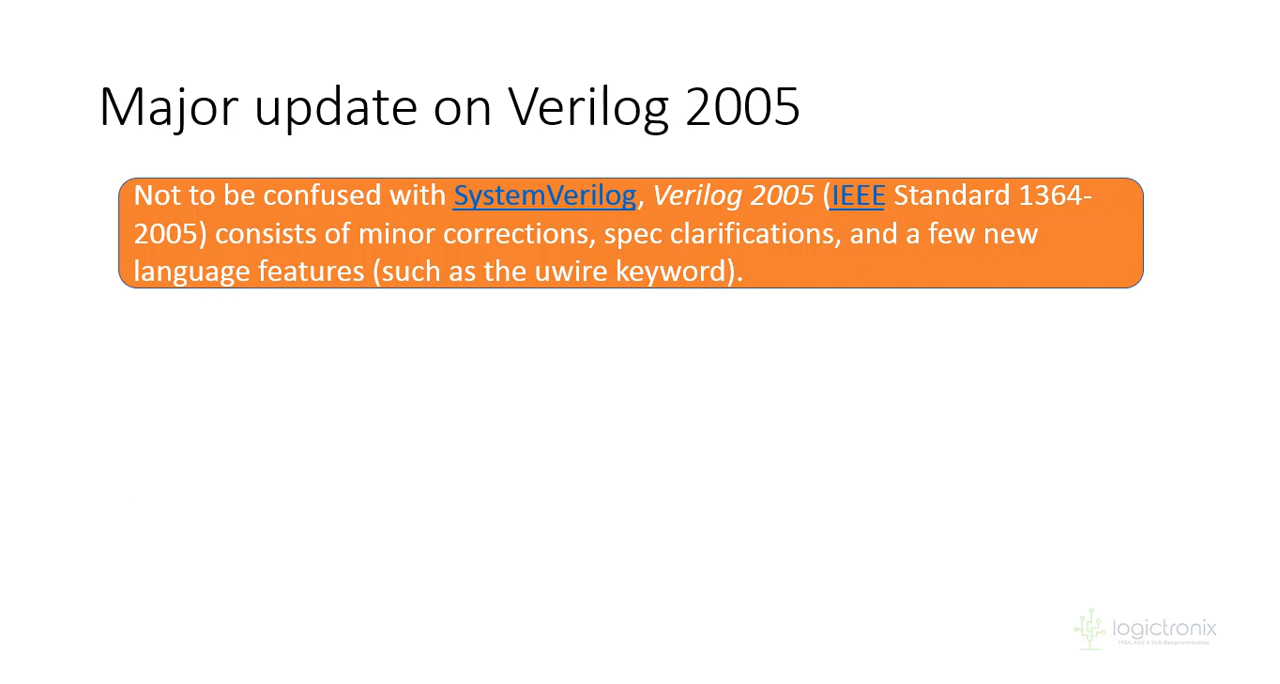 Major update on Verilog 2005
Not to be confused with SystemVerilog, Verilog 2005 (IEEE Standard 1364-
2005) consists of minor corrections, spec clarifications, and a few new
language features (such as the uwire keyword).
logictronix